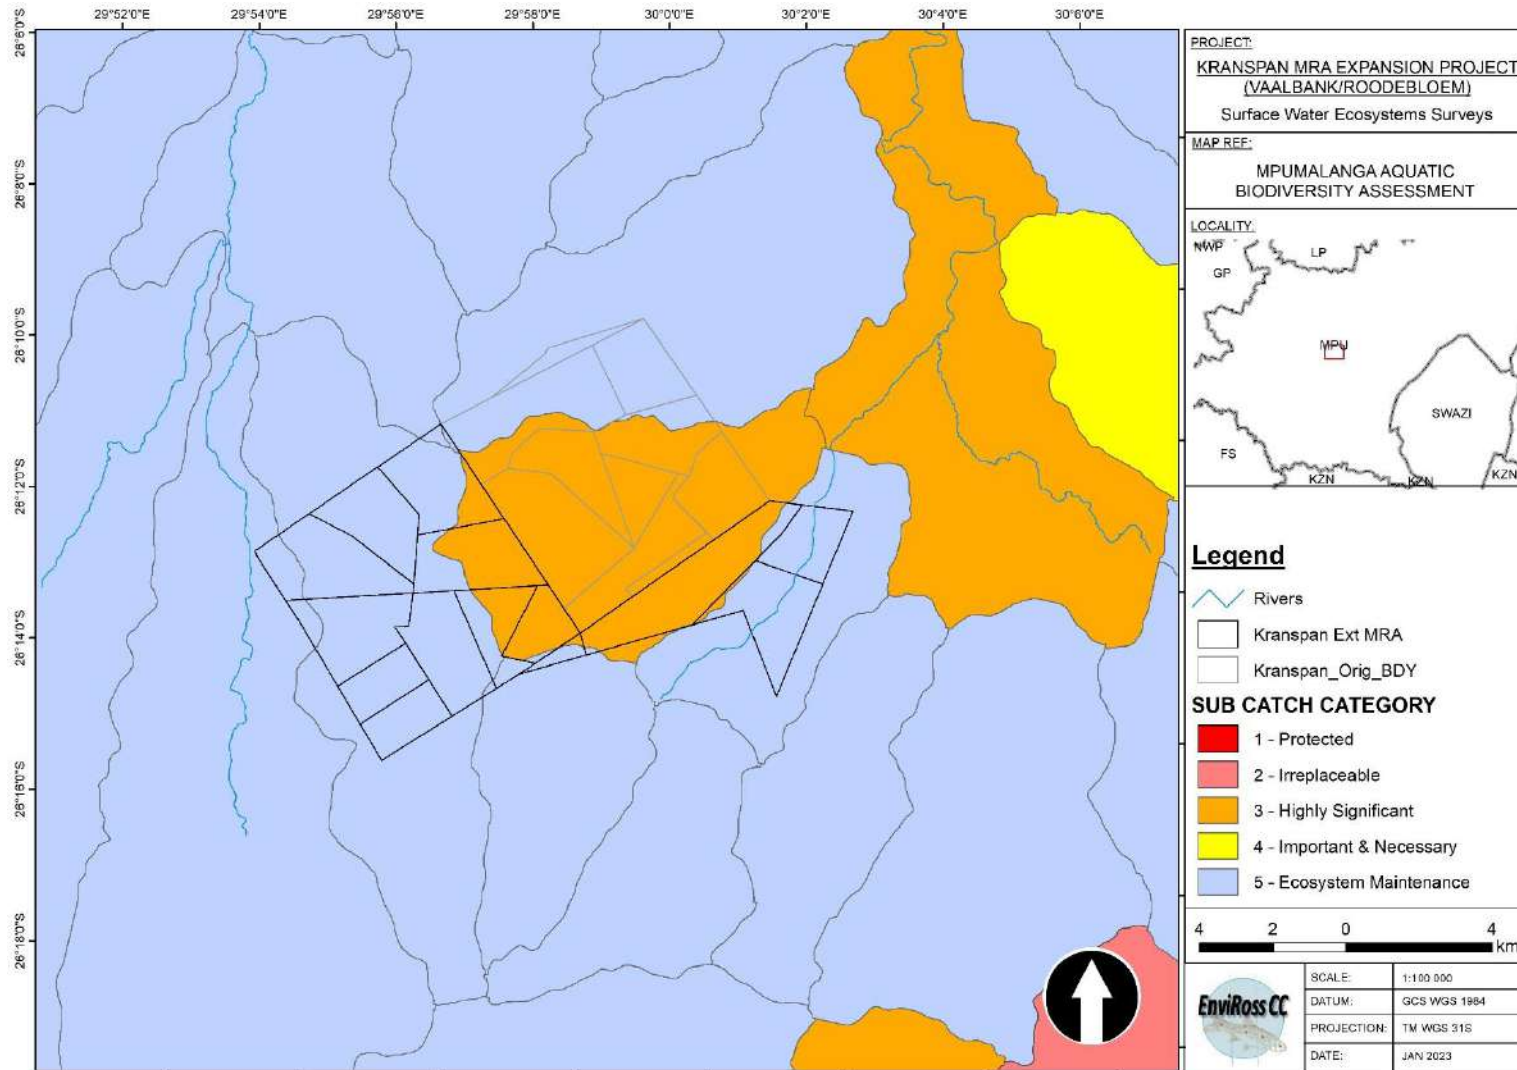 29°52'0"E
29°54'0"E
29°56'0"E
29°58'0"E
30°0'0"E
30°2'0"E
30°4'0"E
30°6'0"E
26°6'0"S
26°8'0"S
26°10'0"S
26°12'0"S
26°14'0"S
26°16'0"S
26°18'0"S
PROJECT:
KRANSPAN MRA EXPANSION PROJECT
(VAALBANK/ROODEBLOEM)
Surface Water Ecosystems Surveys
MAP REF:
MPUMALANGA AQUATIC
BIODIVERSITY ASSESSMENT
LOCALITY:
NWP
LP
GP
MPU
SWAZI
FS
KZN
KZN
KZN
Legend
Rivers
Kranspan Ext MRA
Kranspan_Orig_BDY
SUB CATCH CATEGORY
1 - Protected
2 - Irreplaceable
3 - Highly Significant
4 - Important & Necessary
5 - Ecosystem Maintenance
4 2 0 4
km
EnviRoss CC
SCALE: 1:100 000
DATUM: GCS WGS 1984
PROJECTION: TM WGS 31S
DATE: JAN 2023